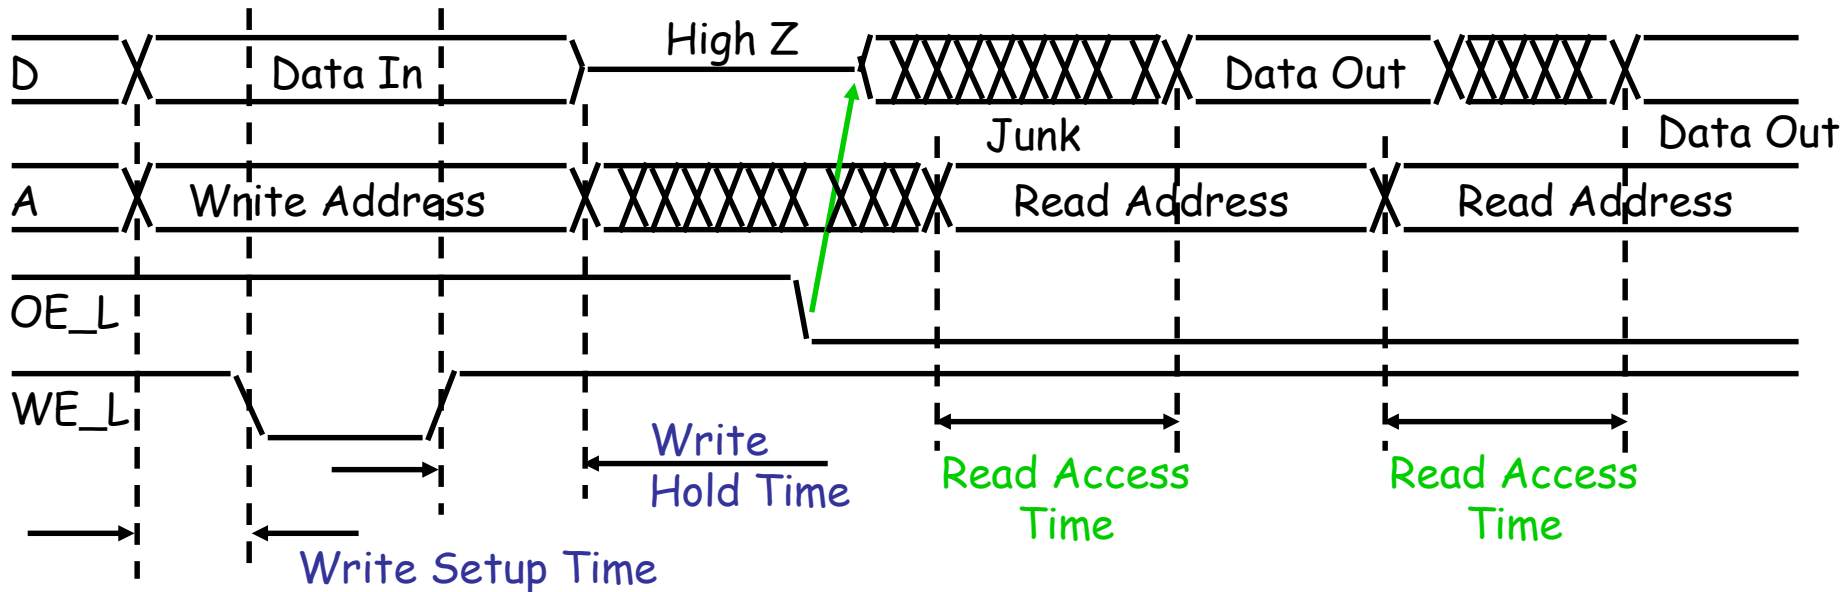 High Z
D
Data In
Data Out
Junk
Data Out
A
Write Address
Read Address
Read Address
OE_L
WE_L
Write
Hold Time
Read Access
Time
Read Access
Time
Write Setup Time